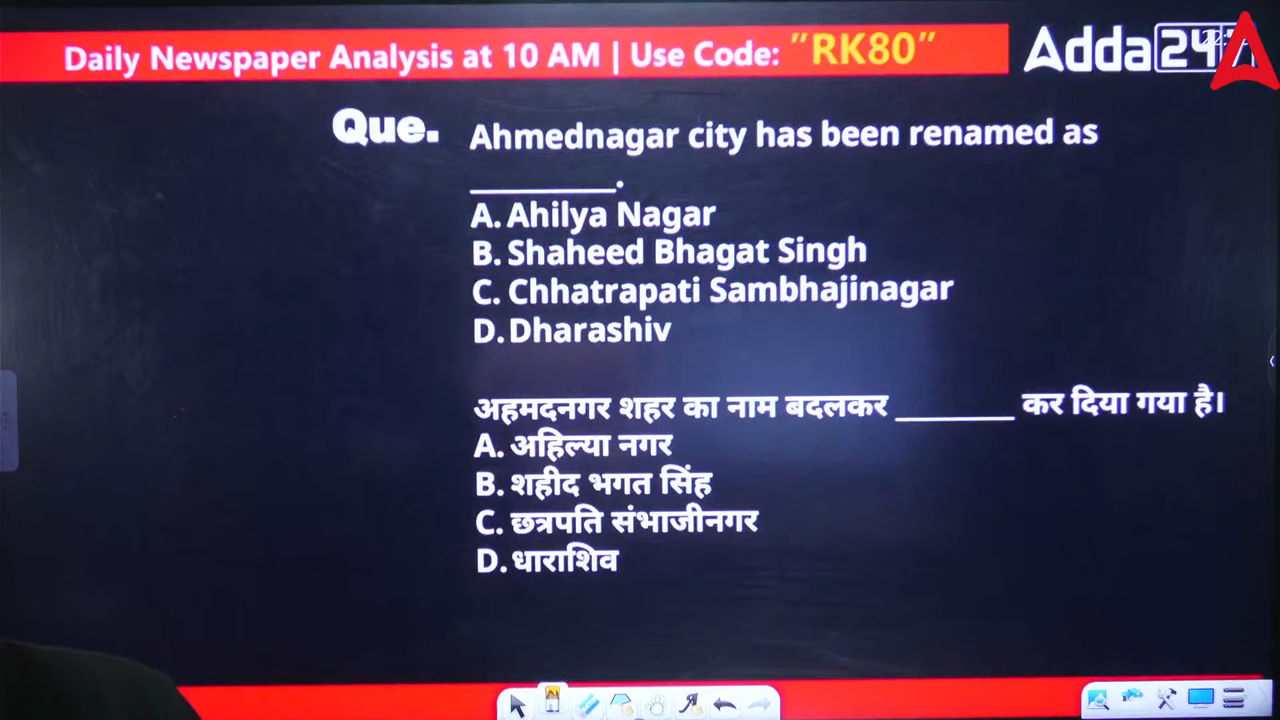 Daily Newspaper Analysis at 10 AM | Use Code: "RK80"
Adda247
Que. Ahmednagar city has been renamed as
__________.
A. Ahilya Nagar
B. Shaheed Bhagat Singh
C. Chhatrapati Sambhajinagar
D. Dharashiv
अहमदनगर शहर का नाम बदलकर ________ कर दिया गया है।
A. अहिल्या नगर
B. शहीद भगत सिंह
C. छत्रपति संभाजीनगर
D. धाराशिव